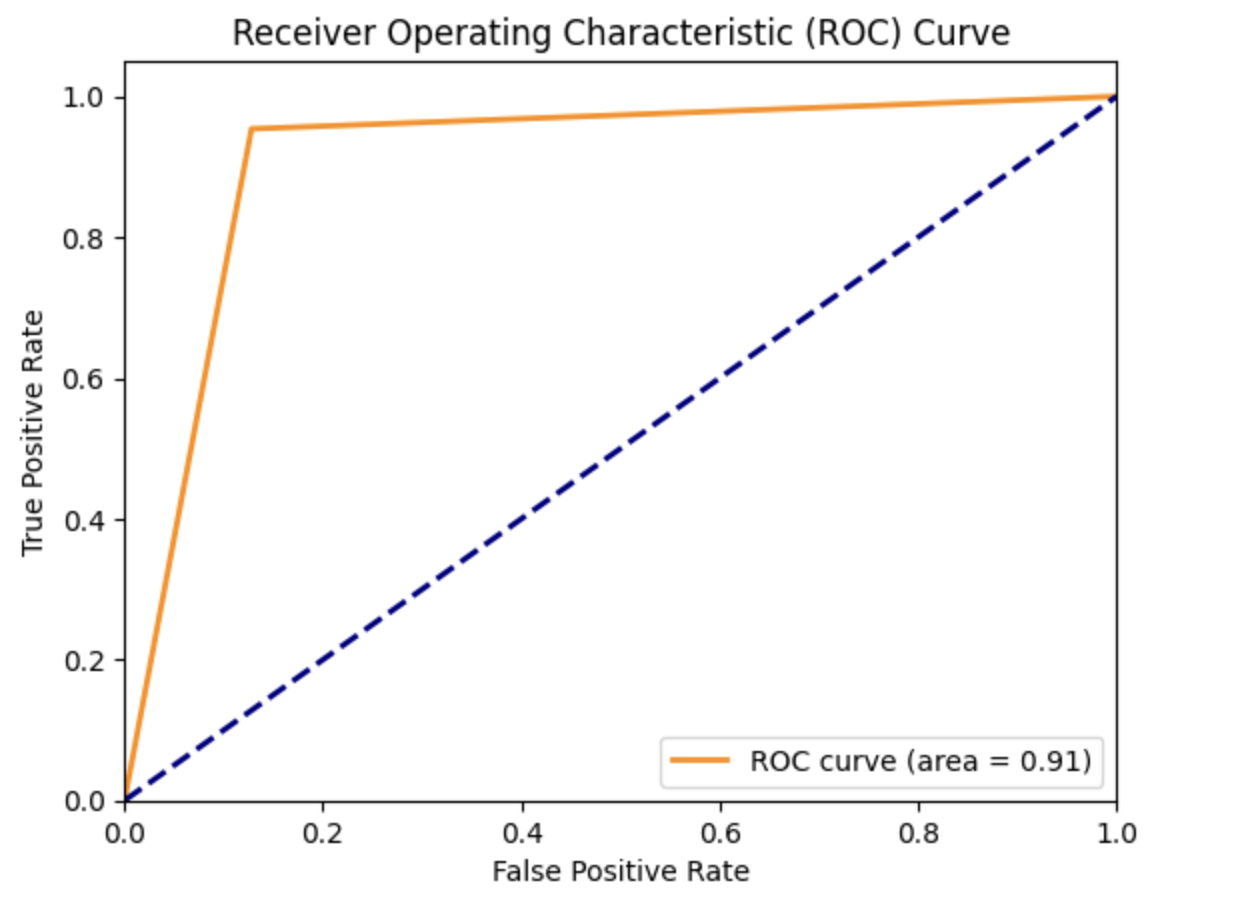 Receiver Operating Characteristic (ROC) Curve
1.0
0.8
0.6
0.4
0.2
0.0
True Positive Rate
ROC curve (area = 0.91)
0.0 0.2 0.4 0.6 0.8 1.0
False Positive Rate